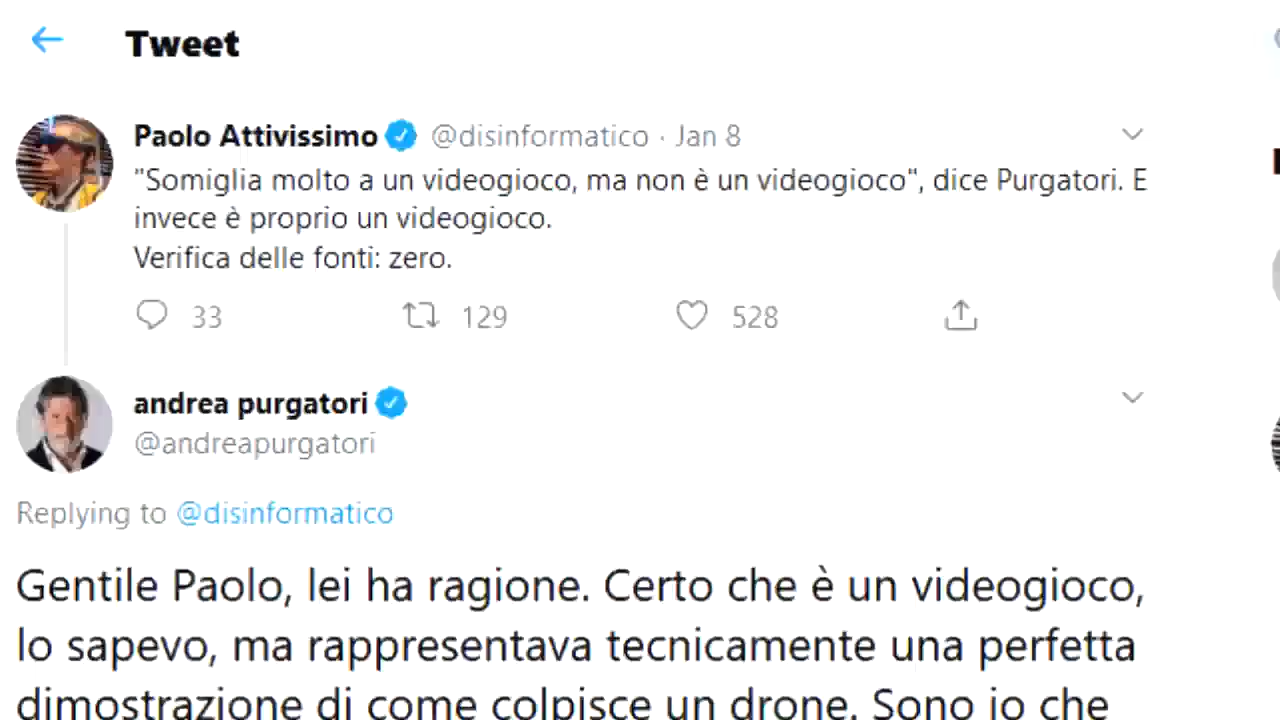 Tweet
Paolo Attivissimo @disinformatico · Jan 8
"Somiglia molto a un videogioco, ma non è un videogioco", dice Purgatori. E
invece è proprio un videogioco.
Verifica delle fonti: zero.
33 129 528
andrea purgatori
@andreapurgatori
Replying to @disinformatico
Gentile Paolo, lei ha ragione. Certo che è un videogioco,
lo sapevo, ma rappresentava tecnicamente una perfetta
dimostrazione di come colpisce un drone. Sono io che